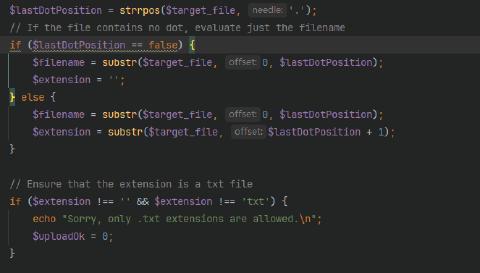 $lastDotPosition = strrpos($target_file, needle: '.');
// If the file contains no dot, evaluate just the filename
if ($lastDotPosition == false) {
    $filename = substr($target_file, offset: 0, $lastDotPosition);
    $extension = '';
} else {
    $filename = substr($target_file, offset: 0, $lastDotPosition);
    $extension = substr($target_file, offset: $lastDotPosition + 1);
}

// Ensure that the extension is a txt file
if ($extension !== '' && $extension !== 'txt') {
    echo "Sorry, only .txt extensions are allowed.\n";
    $uploadOk = 0;
}